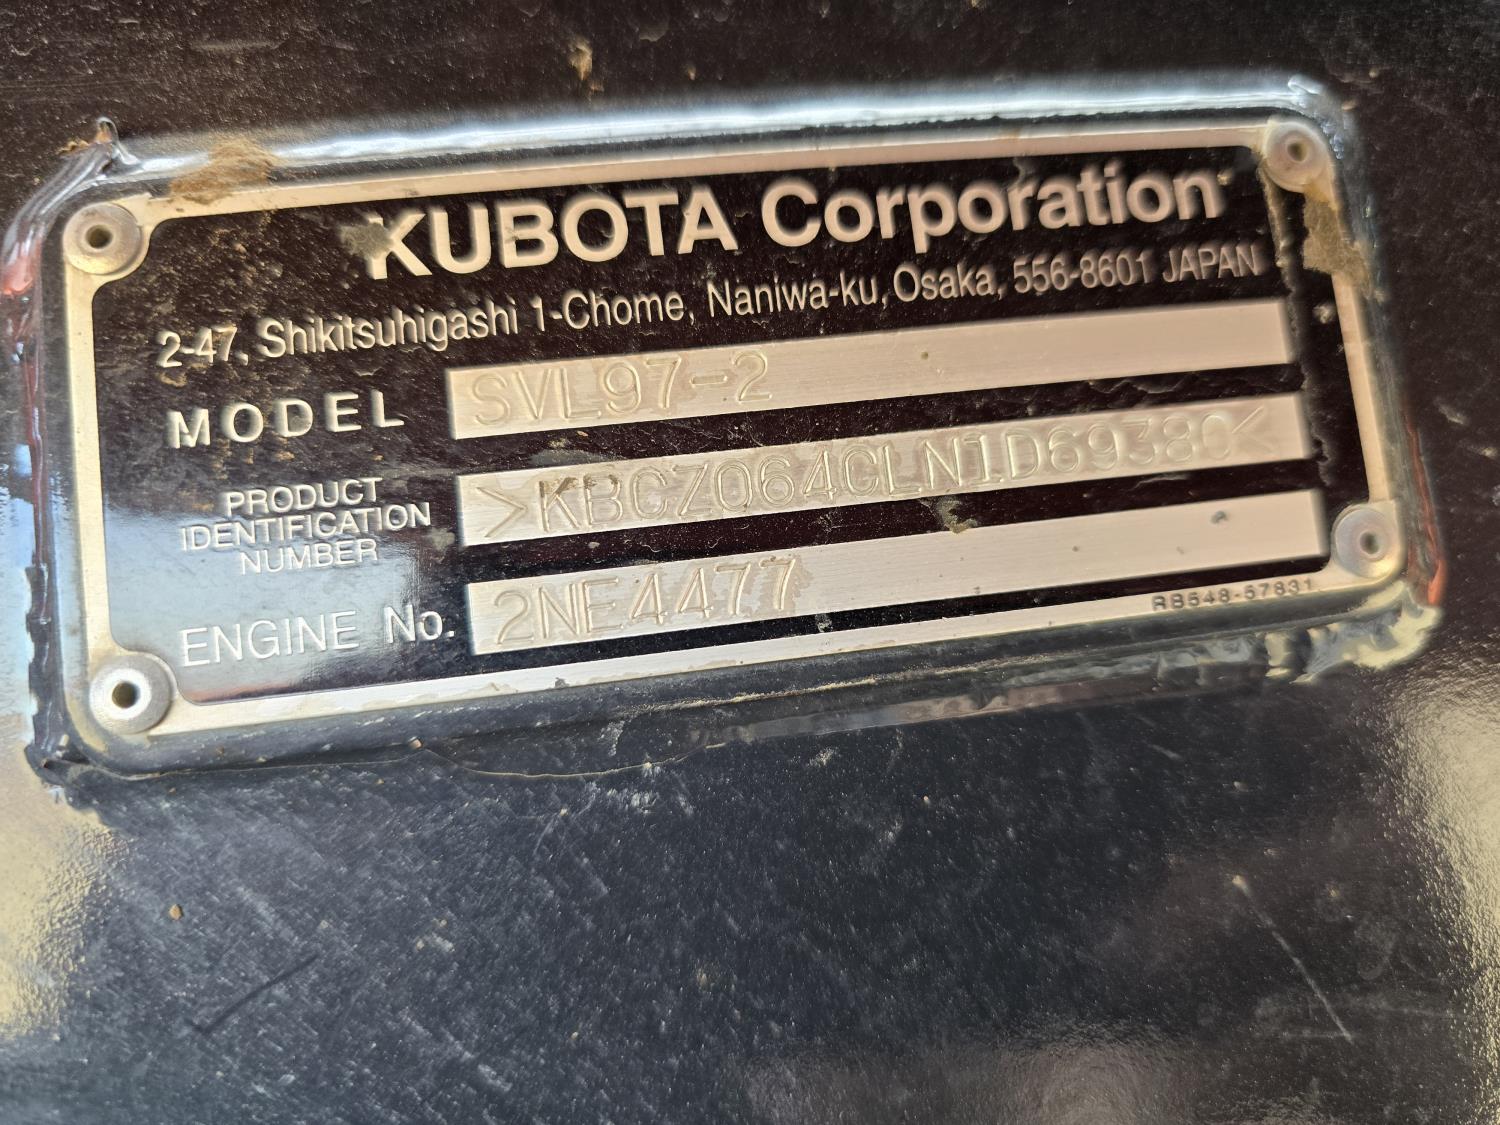 KUBOTA Corporation
2-47, Shikitsuhigashi 1-Chome, Naniwa-ku, Osaka, 556-8601 JAPAN
MODEL SVL97-2
PRODUCT
IDENTIFICATION
NUMBER
>KBCZ064CLN1D69380<
ENGINE No. 2NE4477
RB548-57831